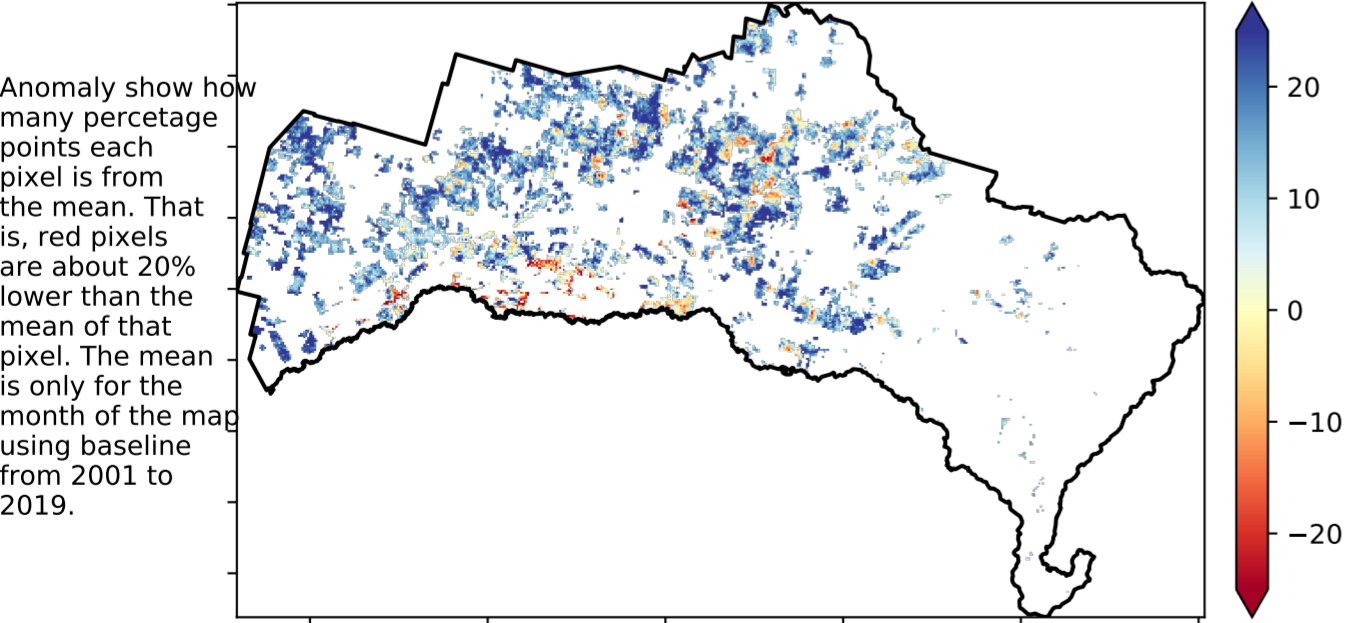 Anomaly show how
many percetage
points each
pixel is from
the mean. That
is, red pixels
are about 20%
lower than the
mean of that
pixel. The mean
is only for the
month of the map
using baseline
from 2001 to
2019.
20
10
0
−10
−20